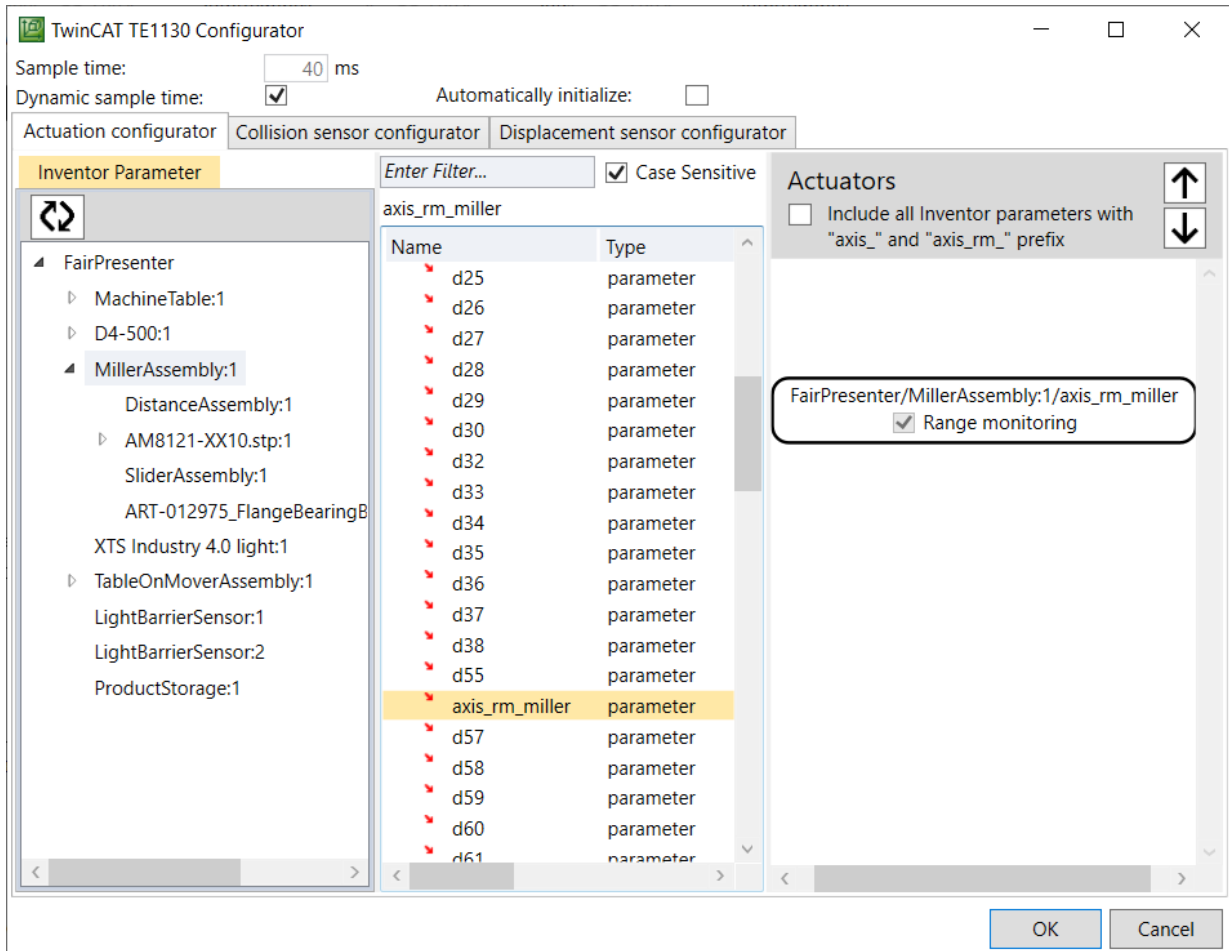 TwinCAT TE1130 Configurator
Sample time: 40 ms
Dynamic sample time: Automatically initialize:
Actuation configurator Collision sensor configurator Displacement sensor configurator
Inventor Parameter
FairPresenter
MachineTable:1
D4-500:1
MillerAssembly:1
DistanceAssembly:1
AM8121-XX10.stp:1
SliderAssembly:1
ART-012975_FlangeBearingB
XTS Industry 4.0 light:1
TableOnMoverAssembly:1
LightBarrierSensor:1
LightBarrierSensor:2
ProductStorage:1
Enter Filter... Case Sensitive
axis_rm_miller
Name Type
d25 parameter
d26 parameter
d27 parameter
d28 parameter
d29 parameter
d30 parameter
d32 parameter
d33 parameter
d34 parameter
d35 parameter
d36 parameter
d37 parameter
d38 parameter
d55 parameter
axis_rm_miller parameter
d57 parameter
d58 parameter
d59 parameter
d60 parameter
d61 parameter
Actuators
Include all Inventor parameters with
"axis_" and "axis_rm_" prefix
FairPresenter/MillerAssembly:1/axis_rm_miller
Range monitoring
OK Cancel